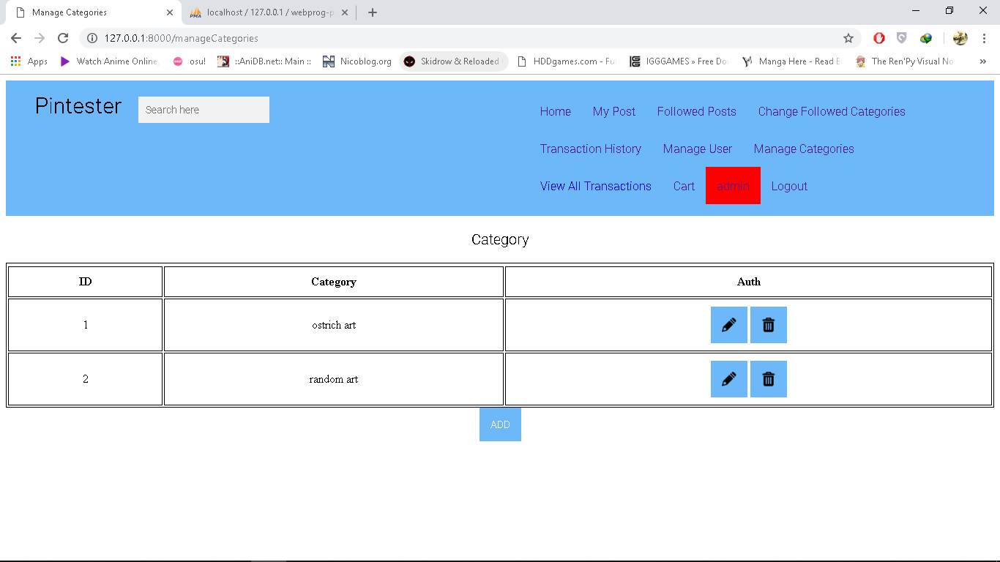 Manage Categories
localhost / 127.0.0.1 / webprog-p
127.0.0.1:8000/manageCategories
Apps Watch Anime Online, osu! ::AniDB.net:: Main :: Nicoblog.org Skidrow & Reloaded HDDgames.com - Fu IGGGAMES » Free Do Manga Here - Read E The Ren'Py Visual No »
Pintester Search here
Home My Post Followed Posts Change Followed Categories
Transaction History Manage User Manage Categories
View All Transactions Cart admin Logout
Category
ID Category Auth
1 ostrich art
2 random art
ADD